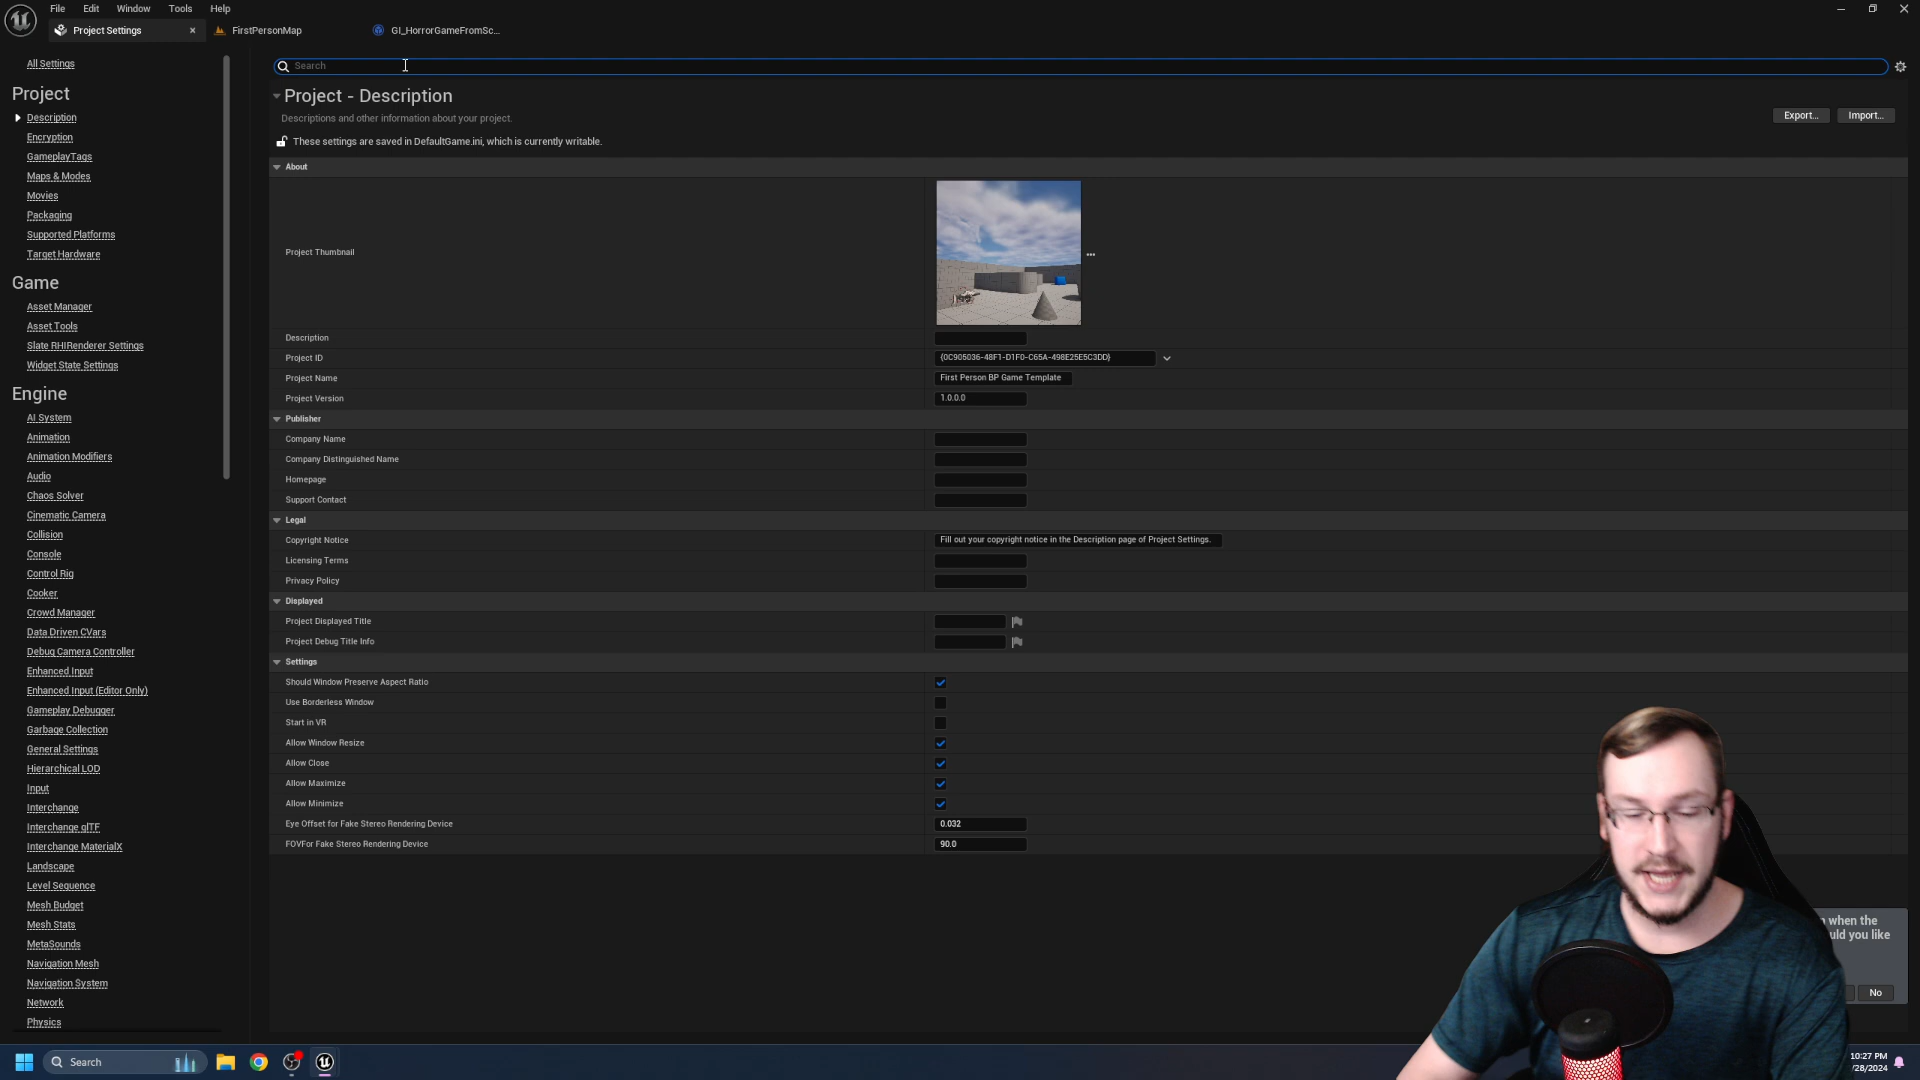 File Edit Window Tools Help
Project Settings FirstPersonMap GI_HorrorGameFromSc...
Search
All Settings
Project
Description
Encryption
GameplayTags
Maps & Modes
Movies
Packaging
Supported Platforms
Target Hardware
Game
Asset Manager
Asset Tools
Slate RHIRenderer Settings
Widget State Settings
Engine
AI System
Animation
Animation Modifiers
Audio
Chaos Solver
Cinematic Camera
Collision
Console
Control Rig
Cooker
Crowd Manager
Data Driven CVars
Debug Camera Controller
Enhanced Input
Enhanced Input (Editor Only)
Gameplay Debugger
Garbage Collection
General Settings
Hierarchical LOD
Input
Interchange
Interchange glTF
Interchange MaterialX
Landscape
Level Sequence
Mesh Budget
Mesh Stats
MetaSounds
Navigation Mesh
Navigation System
Network
Physics
Project - Description
Descriptions and other information about your project.
Export... Import...
These settings are saved in DefaultGame.ini, which is currently writable.
About
Project Thumbnail
Description
Project ID {0C905036-48F1-D1F0-C65A-498E25E5C3DD}
Project Name First Person BP Game Template
Project Version 1.0.0.0
Publisher
Company Name
Company Distinguished Name
Homepage
Support Contact
Legal
Copyright Notice Fill out your copyright notice in the Description page of Project Settings.
Licensing Terms
Privacy Policy
Displayed
Project Displayed Title
Project Debug Title Info
Settings
Should Window Preserve Aspect Ratio
Use Borderless Window
Start in VR
Allow Window Resize
Allow Close
Allow Maximize
Allow Minimize
Eye Offset for Fake Stereo Rendering Device 0.032
FOVFor Fake Stereo Rendering Device 90.0
when the
you like
No
Search
10:27 PM
/28/2024